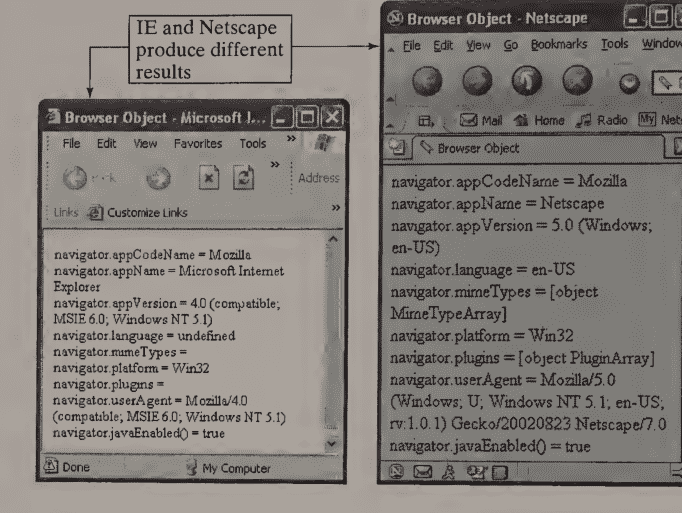 IE and Netscape
produce different
results
Browser Object - Microsoft I...
File Edit View Favorites Tools »
» Address
Links Customize Links »
navigator.appCodeName = Mozilla
navigator.appName = Microsoft Internet
Explorer
navigator.appVersion = 4.0 (compatible;
MSIE 6.0; Windows NT 5.1)
navigator.language = undefined
navigator.mimeTypes =
navigator.platform = Win32
navigator.plugins =
navigator.userAgent = Mozilla/4.0
(compatible; MSIE 6.0; Windows NT 5.1)
navigator.javaEnabled() = true
Done My Computer
Browser Object - Netscape
File Edit View Go Bookmarks Tools Window
Mail Home Radio My Nets
Browser Object
navigator.appCodeName = Mozilla
navigator.appName = Netscape
navigator.appVersion = 5.0 (Windows;
en-US)
navigator.language = en-US
navigator.mimeTypes = [object
MimeTypeArray]
navigator.platform = Win32
navigator.plugins = [object PluginArray]
navigator.userAgent = Mozilla/5.0
(Windows; U; Windows NT 5.1; en-US;
rv:1.0.1) Gecko/20020823 Netscape/7.0
navigator.javaEnabled() = true